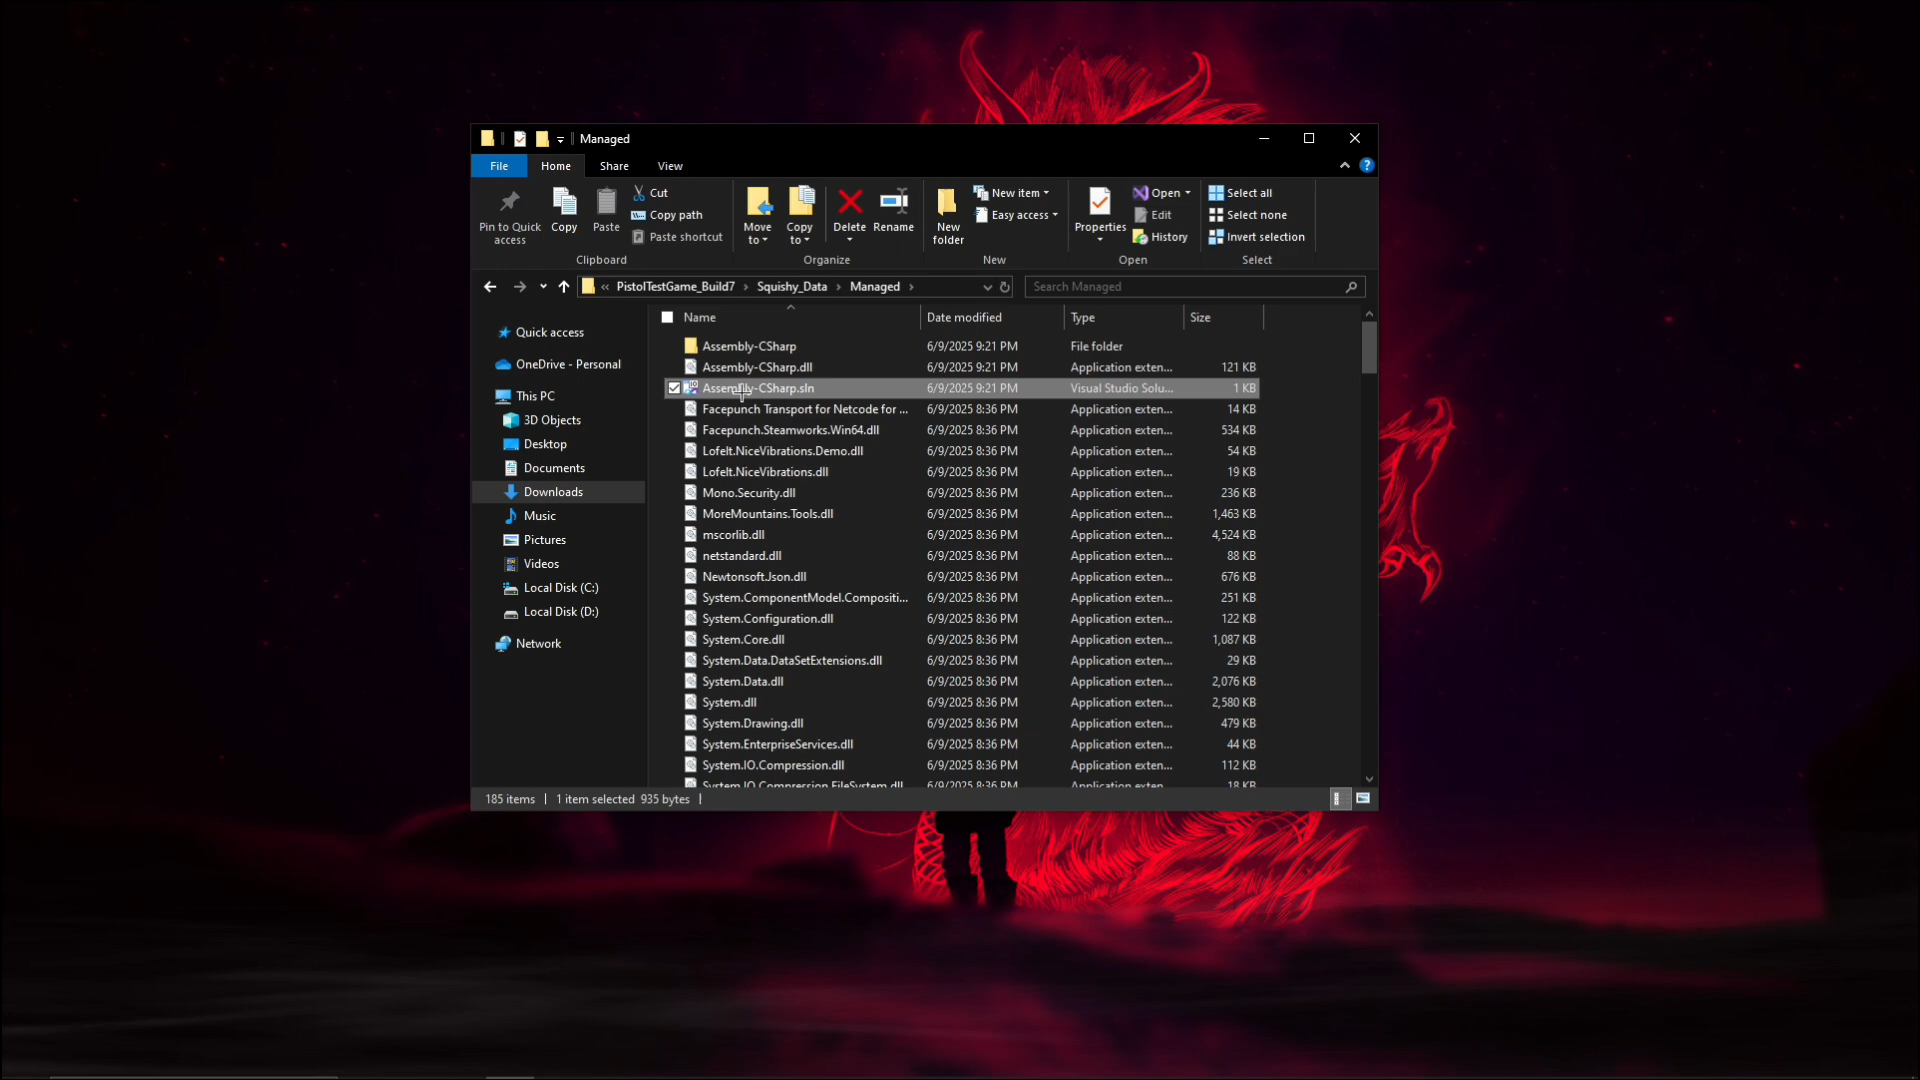 Managed
File Home Share View
Pin to Quick access
Copy
Paste
Cut
Copy path
Paste shortcut
Clipboard
Move to
Copy to
Delete
Rename
Organize
New folder
New item
Easy access
New
Properties
Open
Edit
History
Open
Select all
Select none
Invert selection
Select
« PistolTestGame_Build7 › Squishy_Data › Managed ›
Search Managed
Quick access
OneDrive - Personal
This PC
3D Objects
Desktop
Documents
Downloads
Music
Pictures
Videos
Local Disk (C:)
Local Disk (D:)
Network
Name Date modified Type Size
Assembly-CSharp 6/9/2025 9:21 PM File folder
Assembly-CSharp.dll 6/9/2025 9:21 PM Application exten... 121 KB
Assembly-CSharp.sln 6/9/2025 9:21 PM Visual Studio Solu... 1 KB
Facepunch Transport for Netcode for ... 6/9/2025 8:36 PM Application exten... 14 KB
Facepunch.Steamworks.Win64.dll 6/9/2025 8:36 PM Application exten... 534 KB
Lofelt.NiceVibrations.Demo.dll 6/9/2025 8:36 PM Application exten... 54 KB
Lofelt.NiceVibrations.dll 6/9/2025 8:36 PM Application exten... 19 KB
Mono.Security.dll 6/9/2025 8:36 PM Application exten... 236 KB
MoreMountains.Tools.dll 6/9/2025 8:36 PM Application exten... 1,463 KB
mscorlib.dll 6/9/2025 8:36 PM Application exten... 4,524 KB
netstandard.dll 6/9/2025 8:36 PM Application exten... 88 KB
Newtonsoft.Json.dll 6/9/2025 8:36 PM Application exten... 676 KB
System.ComponentModel.Compositi... 6/9/2025 8:36 PM Application exten... 251 KB
System.Configuration.dll 6/9/2025 8:36 PM Application exten... 122 KB
System.Core.dll 6/9/2025 8:36 PM Application exten... 1,087 KB
System.Data.DataSetExtensions.dll 6/9/2025 8:36 PM Application exten... 29 KB
System.Data.dll 6/9/2025 8:36 PM Application exten... 2,076 KB
System.dll 6/9/2025 8:36 PM Application exten... 2,580 KB
System.Drawing.dll 6/9/2025 8:36 PM Application exten... 479 KB
System.EnterpriseServices.dll 6/9/2025 8:36 PM Application exten... 44 KB
System.IO.Compression.dll 6/9/2025 8:36 PM Application exten... 112 KB
System.IO.Compression.FileSystem.dll 6/9/2025 8:36 PM Application exten... 18 KB
185 items 1 item selected 935 bytes